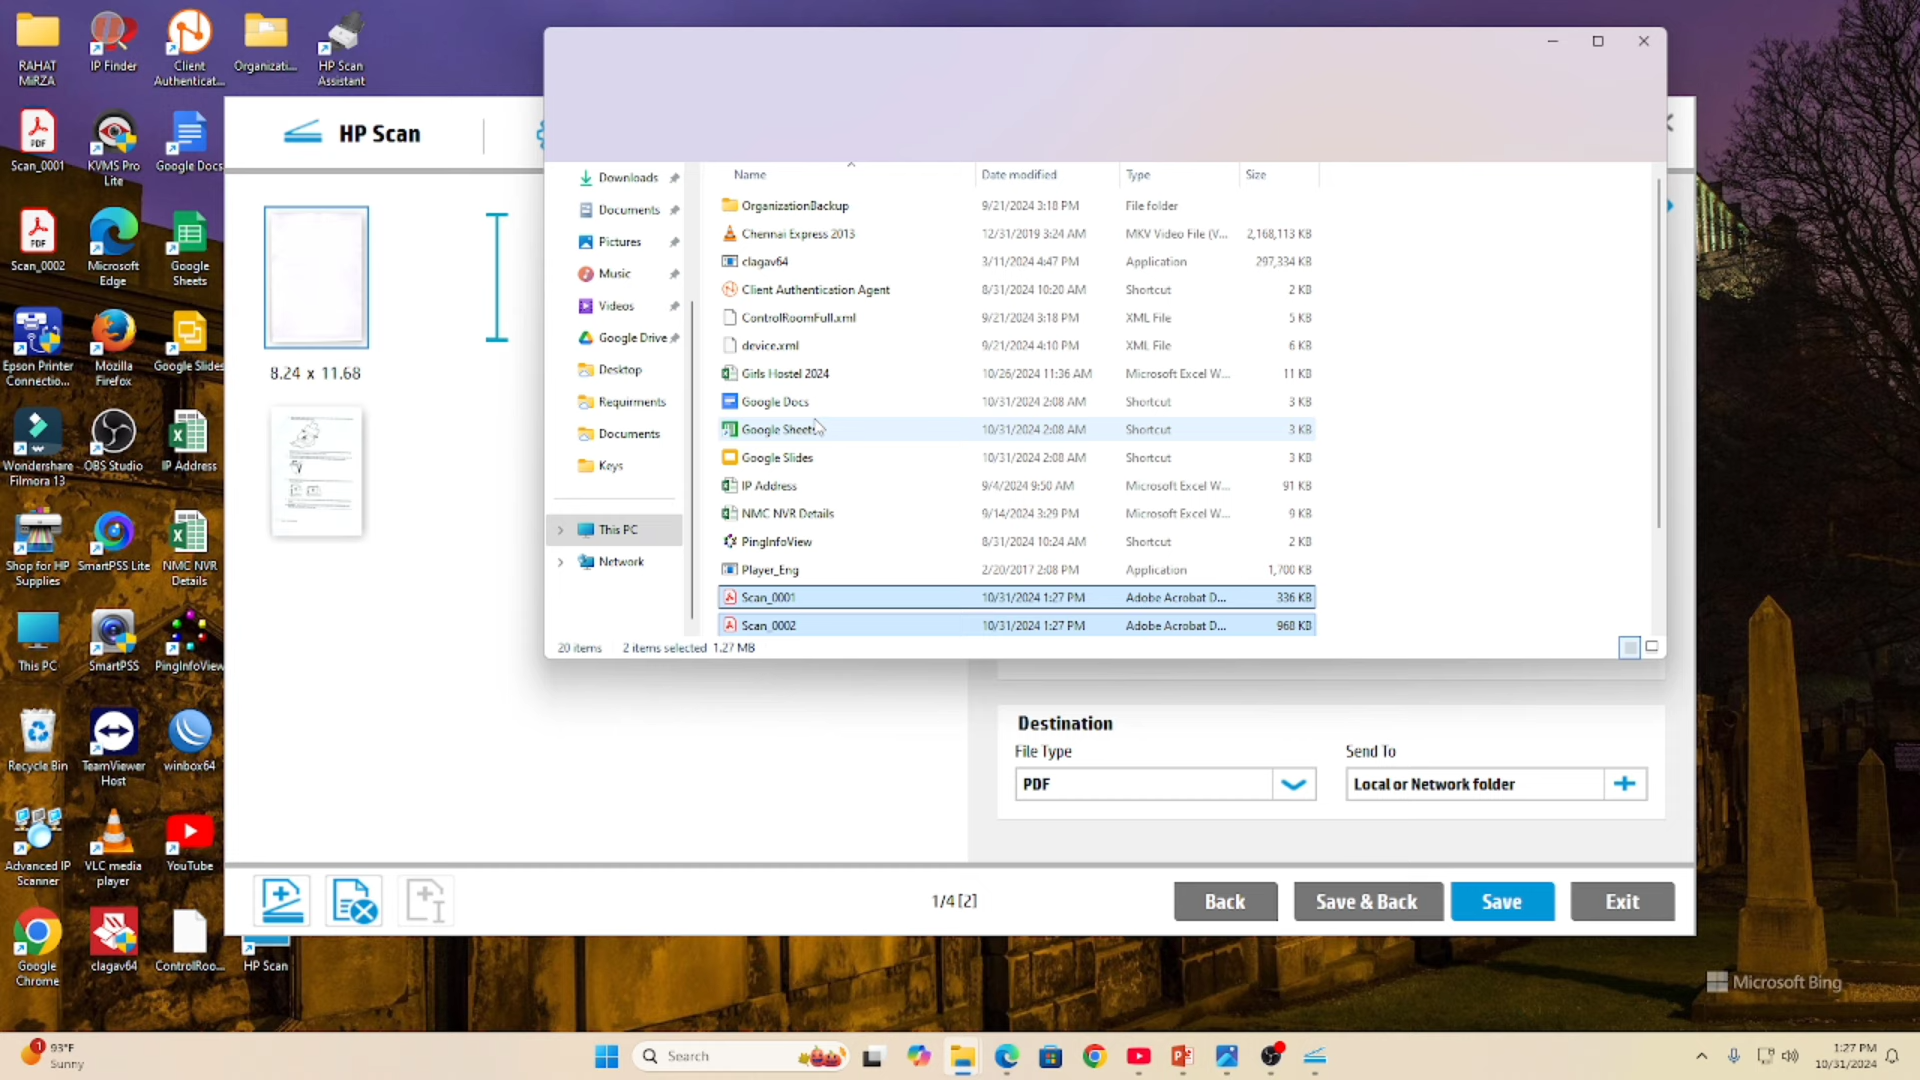 RAHAT
MiRZA
IP Finder
Client
Authenticat...
Organizati...
HP Scan
Assistant
Scan_0001
KVMS Pro
Lite
Google Docs
Scan_0002
Microsoft
Edge
Google
Sheets
Epson Printer
Connectio...
Mozilla
Firefox
Google Slides
Wondershare
Filmora 13
OBS Studio
IP Address
Shop for HP
Supplies
SmartPSS Lite
NMC NVR
Details
This PC
SmartPSS
PingInfoView
Recycle Bin
TeamViewer
Host
winbox64
Advanced IP
Scanner
VLC media
player
YouTube
Google
Chrome
clagav64
ControlRoo...
HP Scan
HP Scan
8.24 x 11.68
Downloads
Documents
Pictures
Music
Videos
Google Drive
Desktop
Requirments
Documents
Keys
This PC
Network
Name Date modified Type Size
OrganizationBackup 9/21/2024 3:18 PM File folder
Chennai Express 2013 12/31/2019 3:24 AM MKV Video File (V... 2,168,113 KB
clagav64 3/11/2024 4:47 PM Application 297,334 KB
Client Authentication Agent 8/31/2024 10:20 AM Shortcut 2 KB
ControlRoomFull.xml 9/21/2024 3:18 PM XML File 5 KB
device.xml 9/21/2024 4:10 PM XML File 6 KB
Girls Hostel 2024 10/26/2024 11:36 AM Microsoft Excel W... 11 KB
Google Docs 10/31/2024 2:08 AM Shortcut 3 KB
Google Sheets 10/31/2024 2:08 AM Shortcut 3 KB
Google Slides 10/31/2024 2:08 AM Shortcut 3 KB
IP Address 9/4/2024 9:50 AM Microsoft Excel W... 91 KB
NMC NVR Details 9/14/2024 3:29 PM Microsoft Excel W... 9 KB
PingInfoView 8/31/2024 10:24 AM Shortcut 2 KB
Player_Eng 2/20/2017 2:08 PM Application 1,700 KB
Scan_0001 10/31/2024 1:27 PM Adobe Acrobat D... 336 KB
Scan_0002 10/31/2024 1:27 PM Adobe Acrobat D... 968 KB
20 items 2 items selected 1.27 MB
Destination
File Type Send To
PDF Local or Network folder
1/4 [2]
Back Save & Back Save Exit
Microsoft Bing
1
93°F
Sunny
Search
1:27 PM
10/31/2024